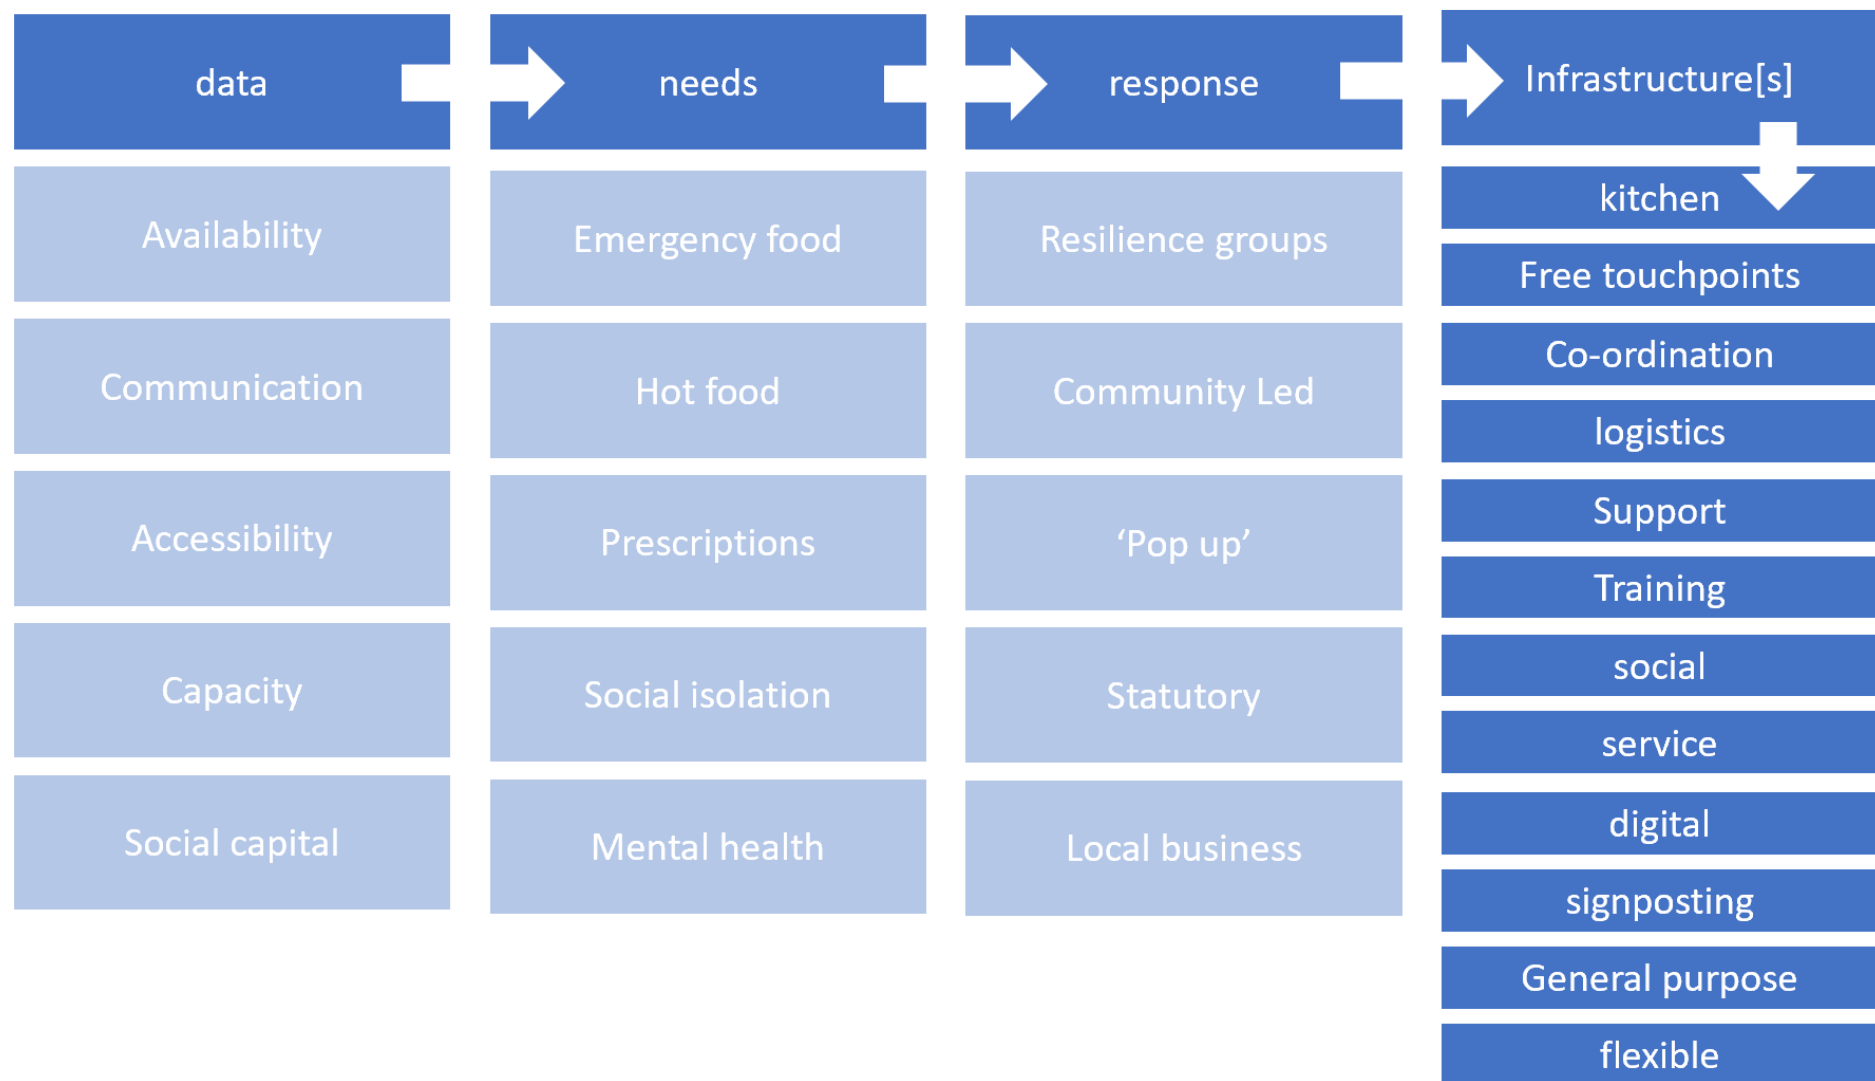 data
needs
response
Infrastructure[s]
Availability
Communication
Accessibility
Capacity
Social capital
Emergency food
Hot food
Prescriptions
Social isolation
Mental health
Resilience groups
Community Led
‘Pop up’
Statutory
Local business
kitchen
Free touchpoints
Co-ordination
logistics
Support
Training
social
service
digital
signposting
General purpose
flexible